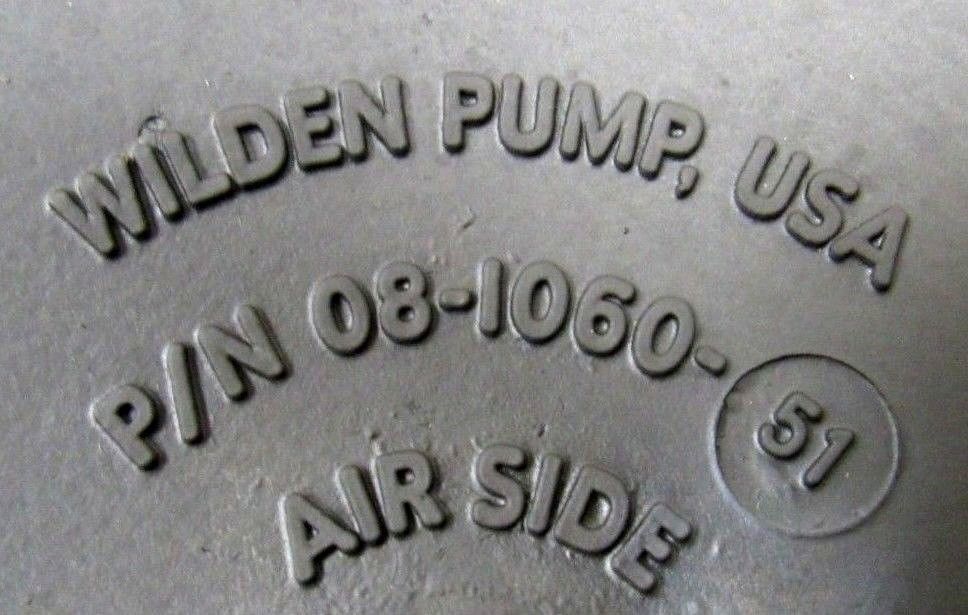 WILDEN PUMP, USA
P/N 08-1060-51
AIR SIDE